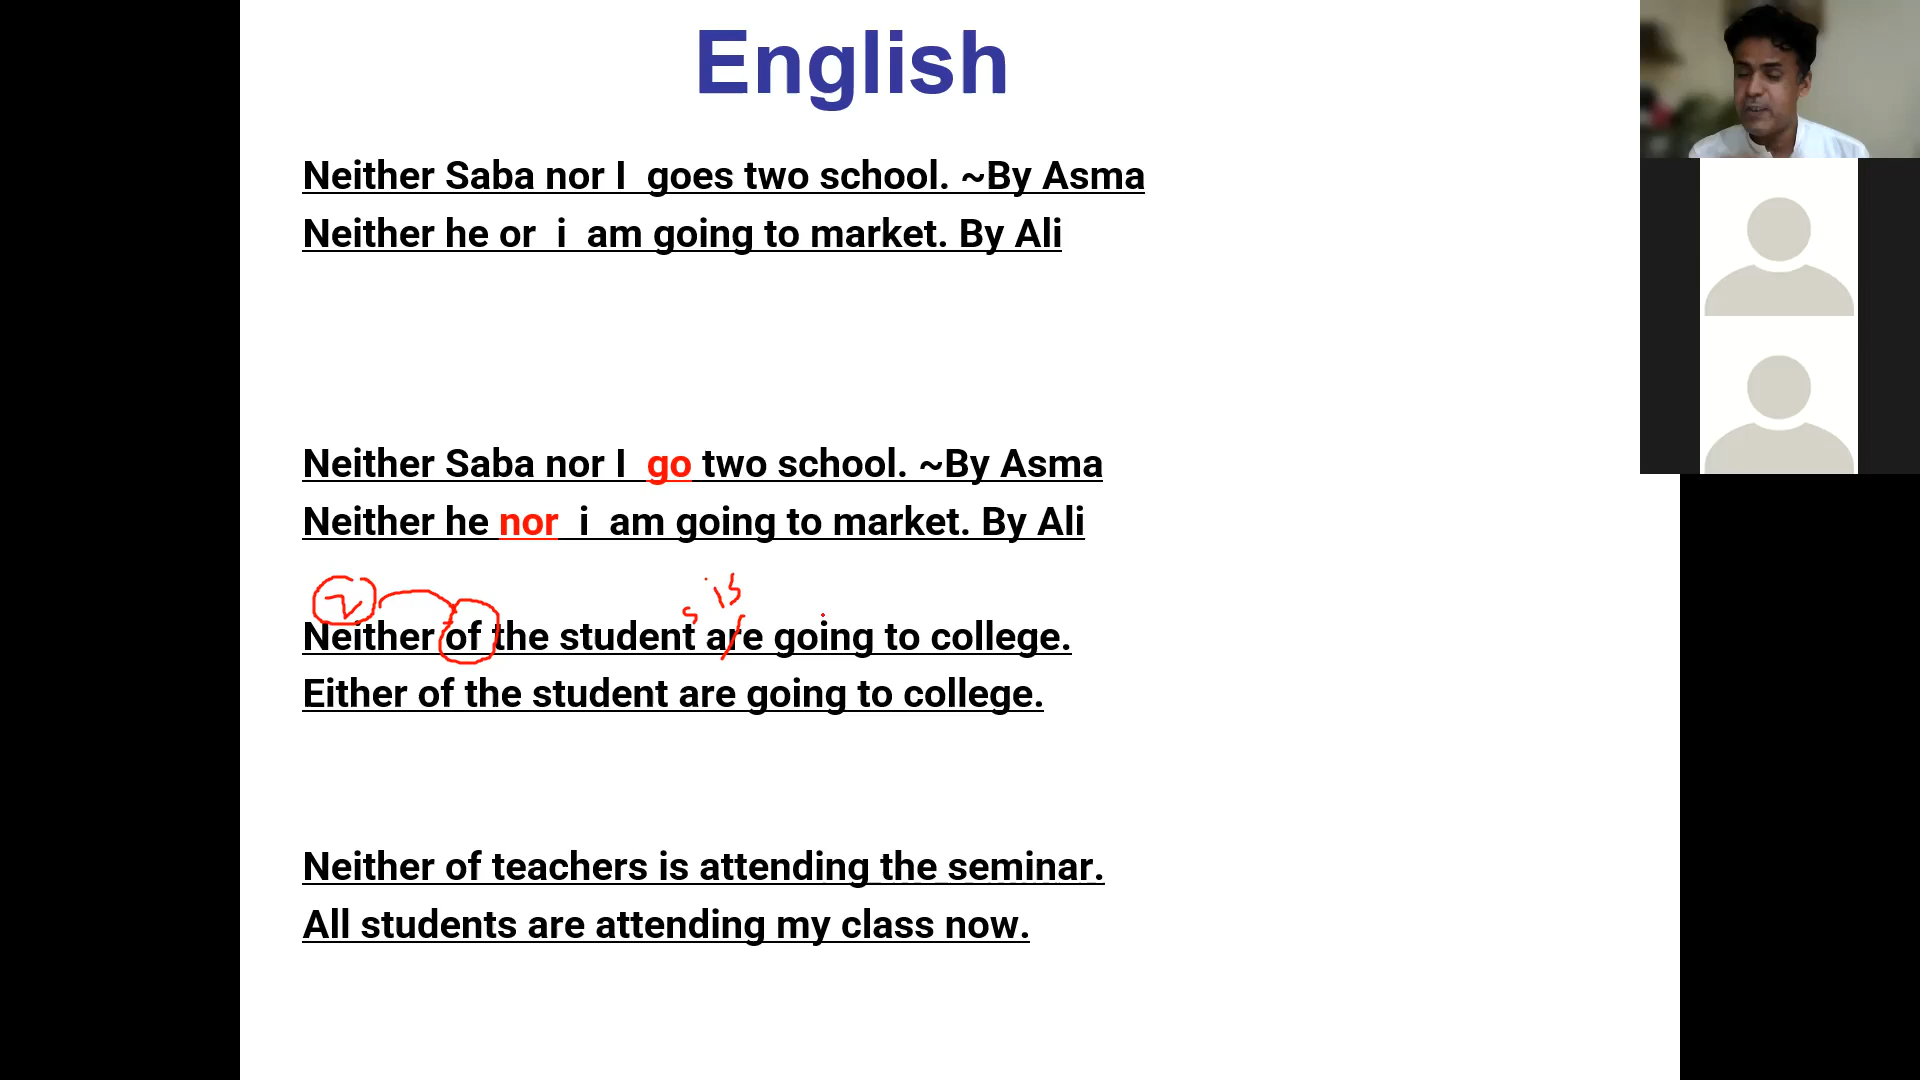 English
Neither Saba nor I goes two school. ~By Asma
Neither he or i am going to market. By Ali
Neither Saba nor I go two school. ~By Asma
Neither he nor i am going to market. By Ali
2 s is
Neither of the student are going to college.
Either of the student are going to college.
Neither of teachers is attending the seminar.
All students are attending my class now.